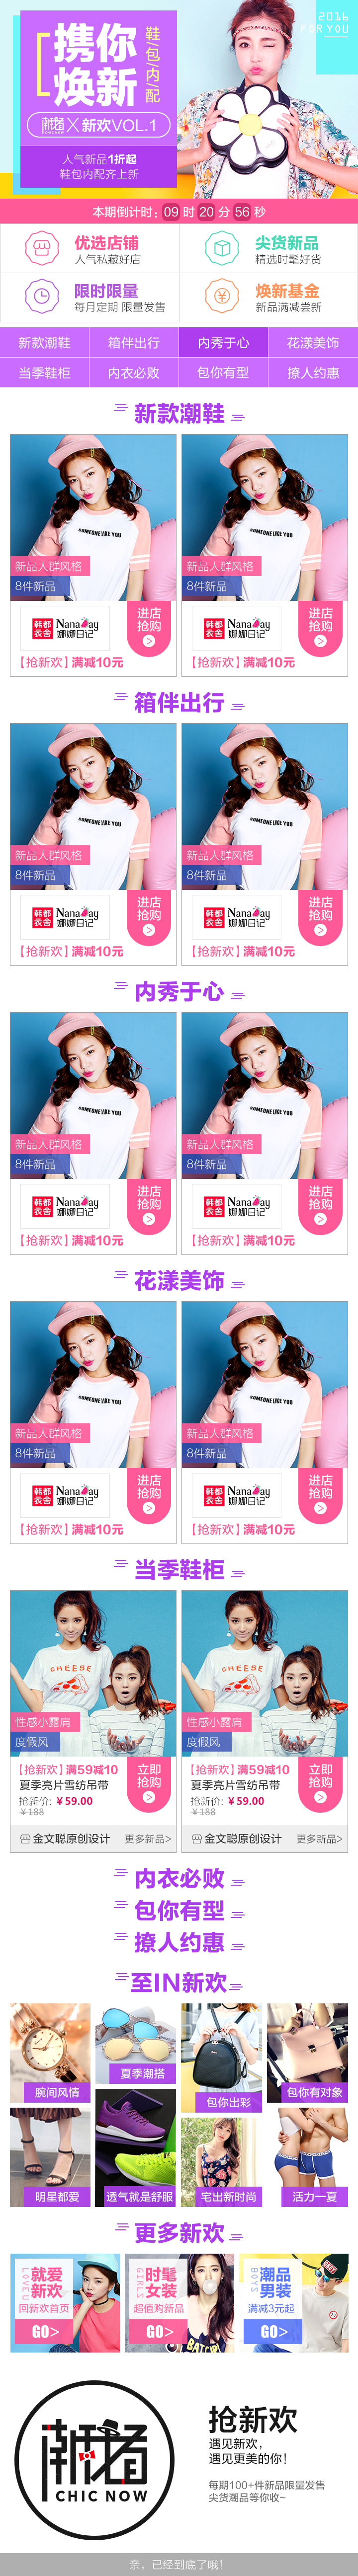 携你
焕新
鞋/包/内/配
潮者 CHIC NOW X 新欢VOL.1
人气新品1折起
鞋包内配齐上新
2016
FOR YOU
本期倒计时: 09 时 20 分 56 秒
优选店铺
人气私藏好店
尖货新品
精选时髦好货
限时限量
每月定期 限量发售
焕新基金
新品满减尝新
新款潮鞋 箱伴出行 内秀于心 花漾美饰
当季鞋柜 内衣必败 包你有型 撩人约惠
新款潮鞋
SOMEONE LIKE YOU
新品人群风格
8件新品
韩都衣舍 NanaDay 娜娜日记
进店抢购
【抢新欢】满减10元
SOMEONE LIKE YOU
新品人群风格
8件新品
韩都衣舍 NanaDay 娜娜日记
进店抢购
【抢新欢】满减10元
箱伴出行
SOMEONE LIKE YOU
新品人群风格
8件新品
韩都衣舍 NanaDay 娜娜日记
进店抢购
【抢新欢】满减10元
SOMEONE LIKE YOU
新品人群风格
8件新品
韩都衣舍 NanaDay 娜娜日记
进店抢购
【抢新欢】满减10元
内秀于心
SOMEONE LIKE YOU
新品人群风格
8件新品
韩都衣舍 NanaDay 娜娜日记
进店抢购
【抢新欢】满减10元
SOMEONE LIKE YOU
新品人群风格
8件新品
韩都衣舍 NanaDay 娜娜日记
进店抢购
【抢新欢】满减10元
花漾美饰
SOMEONE LIKE YOU
新品人群风格
8件新品
韩都衣舍 NanaDay 娜娜日记
进店抢购
【抢新欢】满减10元
SOMEONE LIKE YOU
新品人群风格
8件新品
韩都衣舍 NanaDay 娜娜日记
进店抢购
【抢新欢】满减10元
当季鞋柜
CHEESE
性感小露肩
度假风
【抢新欢】满59减10
夏季亮片雪纺吊带
抢新价: ¥59.00
¥188
立即抢购
金文聪原创设计 更多新品>
CHEESE
性感小露肩
度假风
【抢新欢】满59减10
夏季亮片雪纺吊带
抢新价: ¥59.00
¥188
立即抢购
金文聪原创设计 更多新品>
内衣必败
包你有型
撩人约惠
至IN新欢
腕间风情
夏季潮搭
包你出彩
包你有对象
明星都爱
透气就是舒服
宅出新时尚
活力一夏
更多新欢
就爱新欢
回新欢首页
GO>
时髦女装
GIRL
超值购新品
GO>
潮品男装
BOYS
满减3元起
GO>
潮者
CHIC NOW
抢新欢
遇见新欢，
遇见更美的你！
每期100+件新品限量发售
尖货潮品等你收~
亲，已经到底了哦！